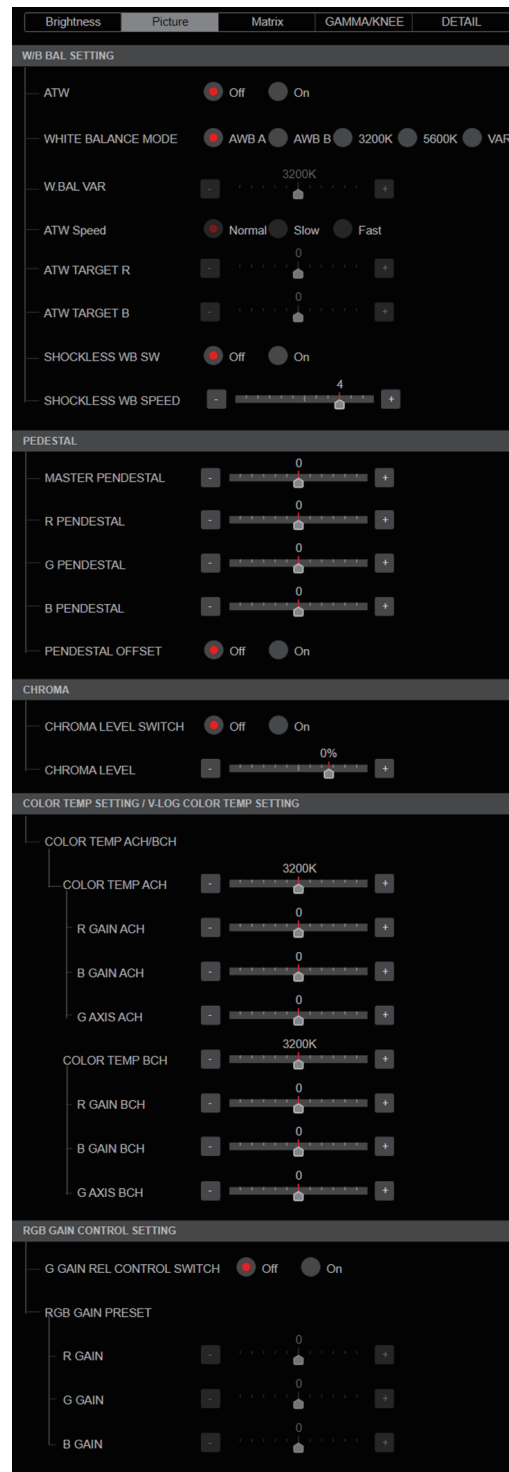 Brightness Picture Matrix GAMMA/KNEE DETAIL
W/B BAL SETTING
ATW Off On
WHITE BALANCE MODE AWB A AWB B 3200K 5600K VAR
3200K
W.BAL VAR - +
ATW Speed Normal Slow Fast
0
ATW TARGET R - +
0
ATW TARGET B - +
SHOCKLESS WB SW Off On
4
SHOCKLESS WB SPEED - +
PEDESTAL
0
MASTER PENDESTAL - +
0
R PENDESTAL - +
0
G PENDESTAL - +
0
B PENDESTAL - +
PENDESTAL OFFSET Off On
CHROMA
CHROMA LEVEL SWITCH Off On
0%
CHROMA LEVEL - +
COLOR TEMP SETTING / V-LOG COLOR TEMP SETTING
COLOR TEMP ACH/BCH
3200K
COLOR TEMP ACH - +
0
R GAIN ACH - +
0
B GAIN ACH - +
0
G AXIS ACH - +
3200K
COLOR TEMP BCH - +
0
R GAIN BCH - +
0
B GAIN BCH - +
0
G AXIS BCH - +
RGB GAIN CONTROL SETTING
G GAIN REL CONTROL SWITCH Off On
RGB GAIN PRESET
0
R GAIN - +
0
G GAIN - +
0
B GAIN - +